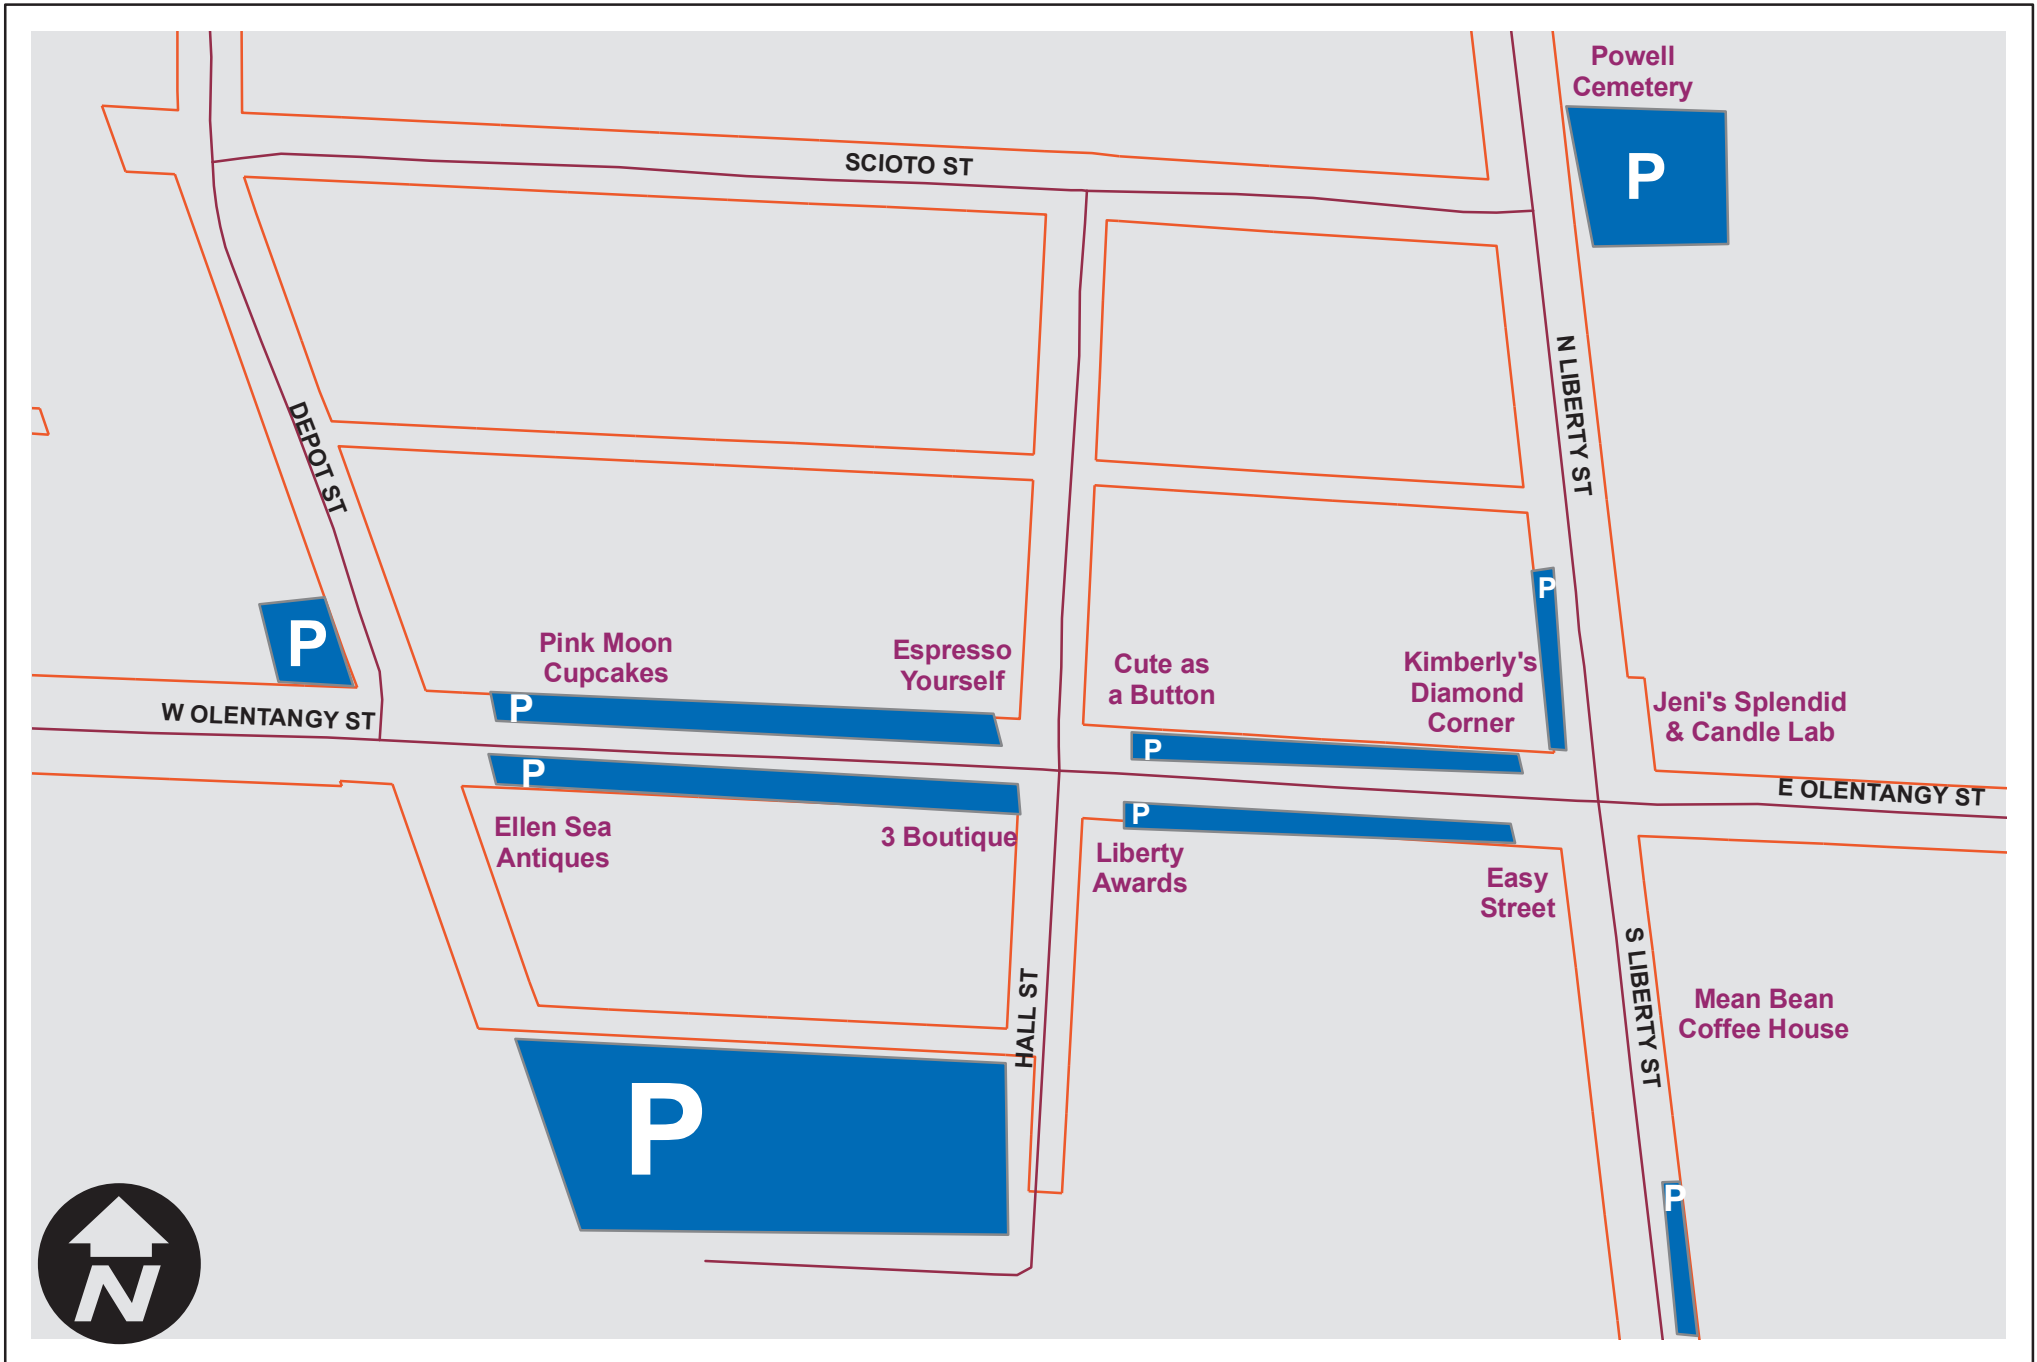 Powell
Cemetery
P
SCIOTO ST
N LIBERTY ST
DEPOT ST
P
P
Pink Moon
Cupcakes
Espresso
Yourself
Cute as
a Button
Kimberly's
Diamond
Corner
Jeni's Splendid
& Candle Lab
W OLENTANGY ST
P
P
P
E OLENTANGY ST
P
Ellen Sea
Antiques
3 Boutique
Liberty
Awards
Easy
Street
S LIBERTY ST
HALL ST
Mean Bean
Coffee House
P
P
N